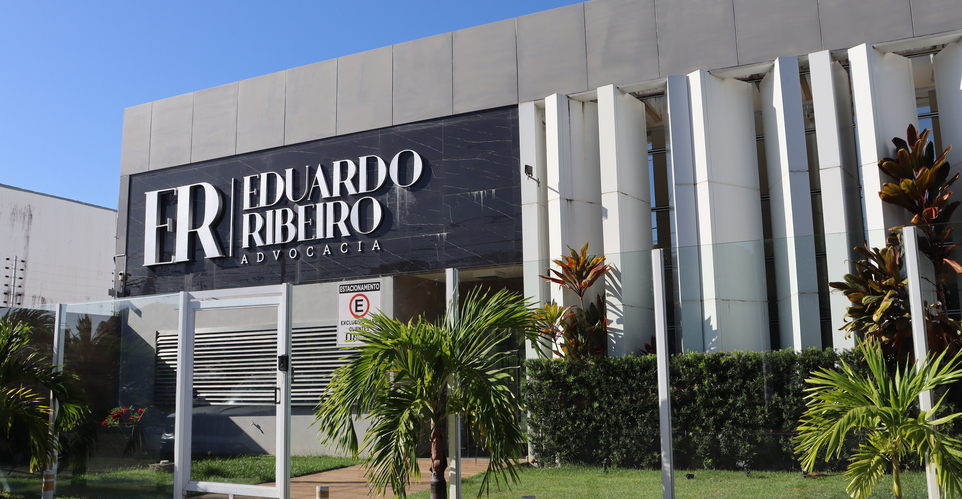 ER
EDUARDO
RIBEIRO
ADVOCACIA
ESTACIONAMENTO
E